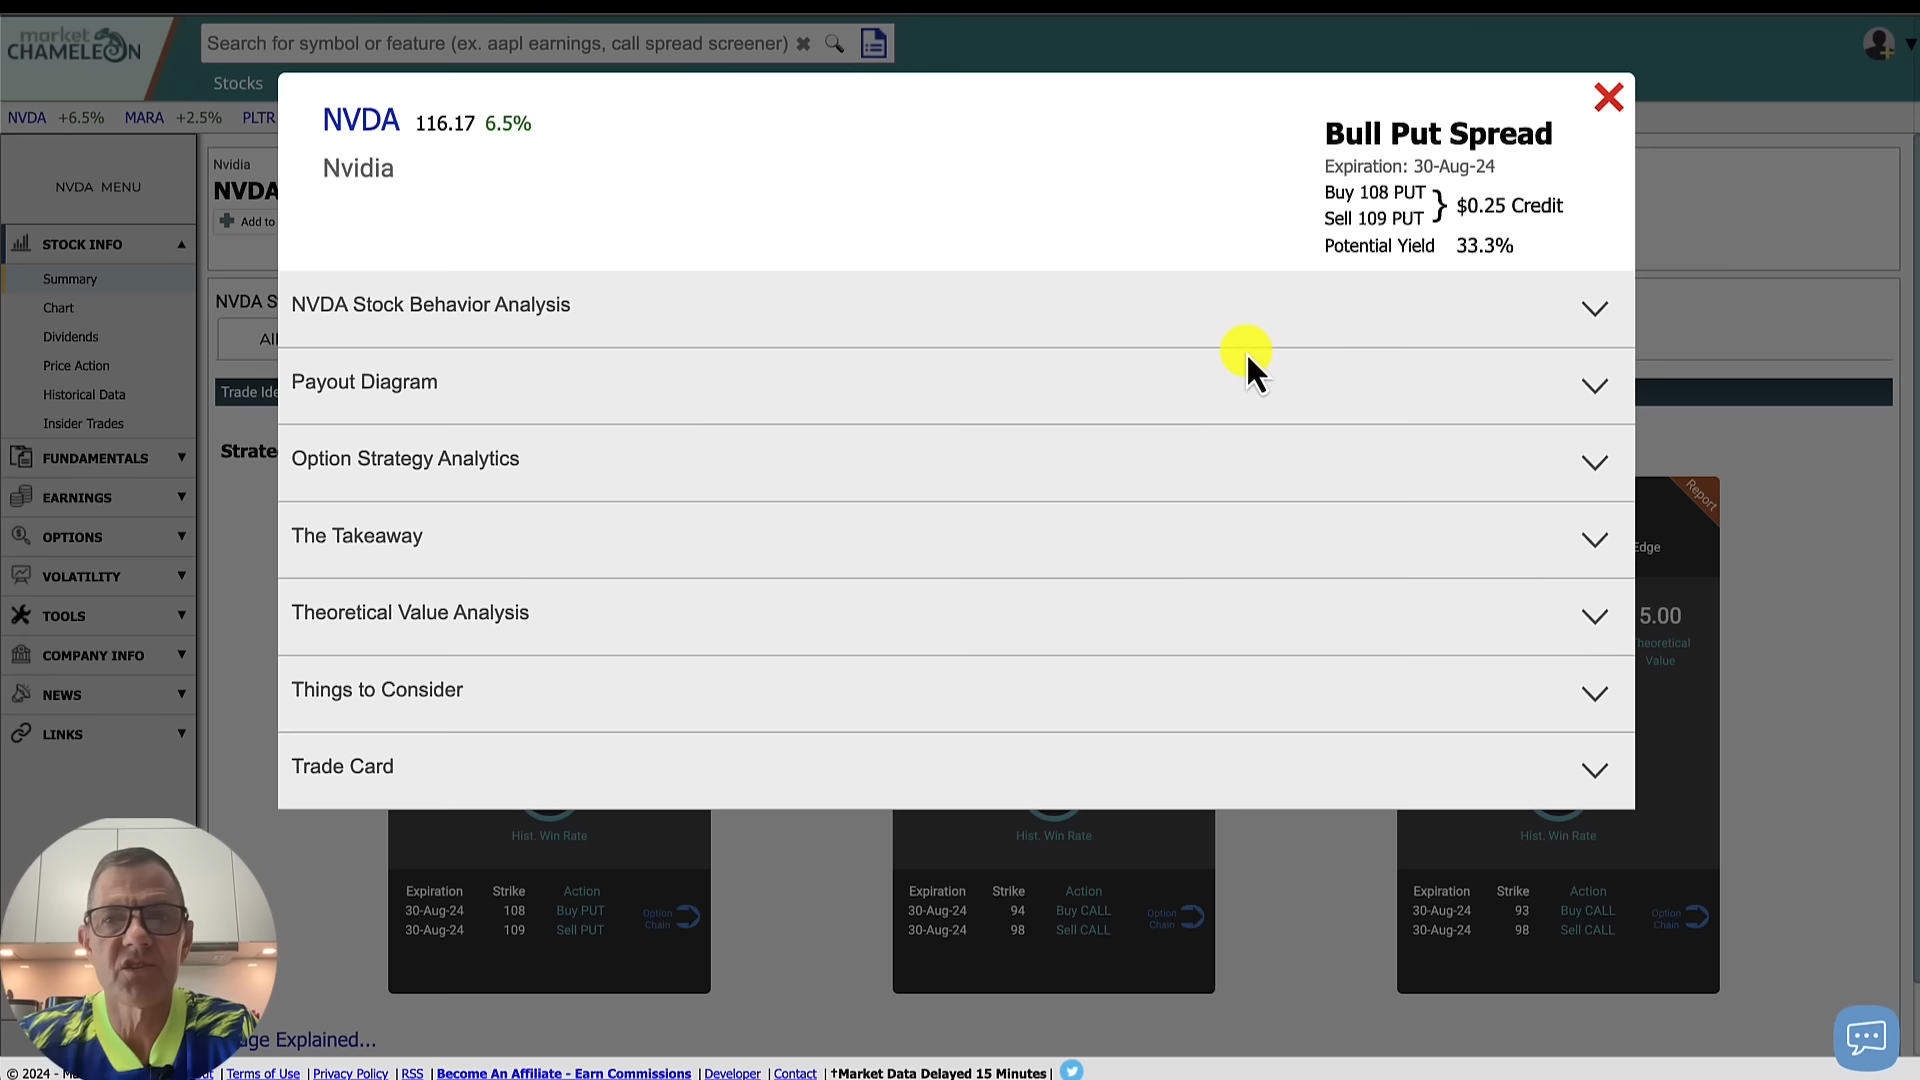 market
CHAMELEON
Search for symbol or feature (ex. aapl earnings, call spread screener)
Stocks
NVDA +6.5% MARA +2.5% PLTR
NVDA MENU
STOCK INFO
Summary
Chart
Dividends
Price Action
Historical Data
Insider Trades
FUNDAMENTALS
EARNINGS
OPTIONS
VOLATILITY
TOOLS
COMPANY INFO
NEWS
LINKS
Nvidia
NVDA
Add to
NVDA S
All
Trade Ide
Strate
NVDA 116.17 6.5%
Nvidia
Bull Put Spread
Expiration: 30-Aug-24
Buy 108 PUT
Sell 109 PUT
} $0.25 Credit
Potential Yield 33.3%
NVDA Stock Behavior Analysis
Payout Diagram
Option Strategy Analytics
The Takeaway
Theoretical Value Analysis
Things to Consider
Trade Card
Report
Edge
5.00
heoretical
Value
Hist. Win Rate
Expiration Strike Action
30-Aug-24 108 Buy PUT
30-Aug-24 109 Sell PUT
Option
Chain
Hist. Win Rate
Expiration Strike Action
30-Aug-24 94 Buy CALL
30-Aug-24 98 Sell CALL
Option
Chain
Hist. Win Rate
Expiration Strike Action
30-Aug-24 93 Buy CALL
30-Aug-24 98 Sell CALL
Option
Chain
ge Explained...
© 2024 - M ut | Terms of Use | Privacy Policy | RSS | Become An Affiliate - Earn Commissions | Developer | Contact | †Market Data Delayed 15 Minutes |